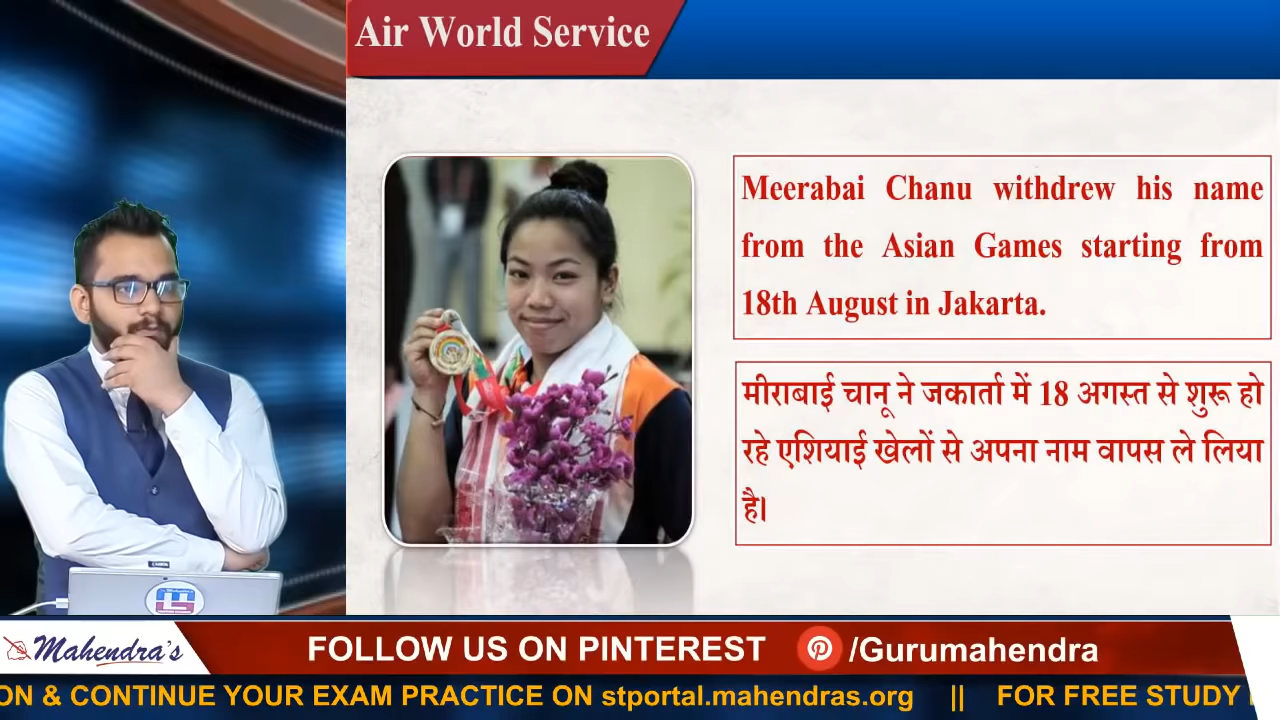 Air World Service
Meerabai Chanu withdrew his name
from the Asian Games starting from
18th August in Jakarta.
मीराबाई चानू ने जकार्ता में 18 अगस्त से शुरू हो
रहे एशियाई खेलों से अपना नाम वापस ले लिया
है।
Mahendra's
FOLLOW US ON PINTEREST /Gurumahendra
ON & CONTINUE YOUR EXAM PRACTICE ON stportal.mahendras.org || FOR FREE STUDY